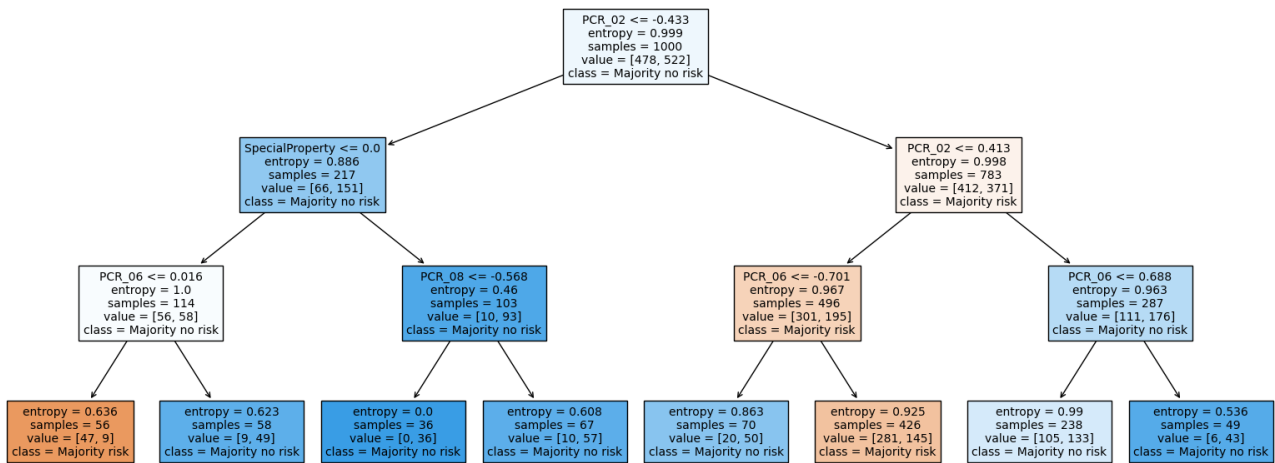 PCR_02 <= -0.433
entropy = 0.999
samples = 1000
value = [478, 522]
class = Majority no risk
SpecialProperty <= 0.0
entropy = 0.886
samples = 217
value = [66, 151]
class = Majority no risk
PCR_02 <= 0.413
entropy = 0.998
samples = 783
value = [412, 371]
class = Majority risk
PCR_06 <= 0.016
entropy = 1.0
samples = 114
value = [56, 58]
class = Majority no risk
PCR_08 <= -0.568
entropy = 0.46
samples = 103
value = [10, 93]
class = Majority no risk
PCR_06 <= -0.701
entropy = 0.967
samples = 496
value = [301, 195]
class = Majority risk
PCR_06 <= 0.688
entropy = 0.963
samples = 287
value = [111, 176]
class = Majority no risk
entropy = 0.636
samples = 56
value = [47, 9]
class = Majority risk
entropy = 0.623
samples = 58
value = [9, 49]
class = Majority no risk
entropy = 0.0
samples = 36
value = [0, 36]
class = Majority no risk
entropy = 0.608
samples = 67
value = [10, 57]
class = Majority no risk
entropy = 0.863
samples = 70
value = [20, 50]
class = Majority no risk
entropy = 0.925
samples = 426
value = [281, 145]
class = Majority risk
entropy = 0.99
samples = 238
value = [105, 133]
class = Majority no risk
entropy = 0.536
samples = 49
value = [6, 43]
class = Majority no risk